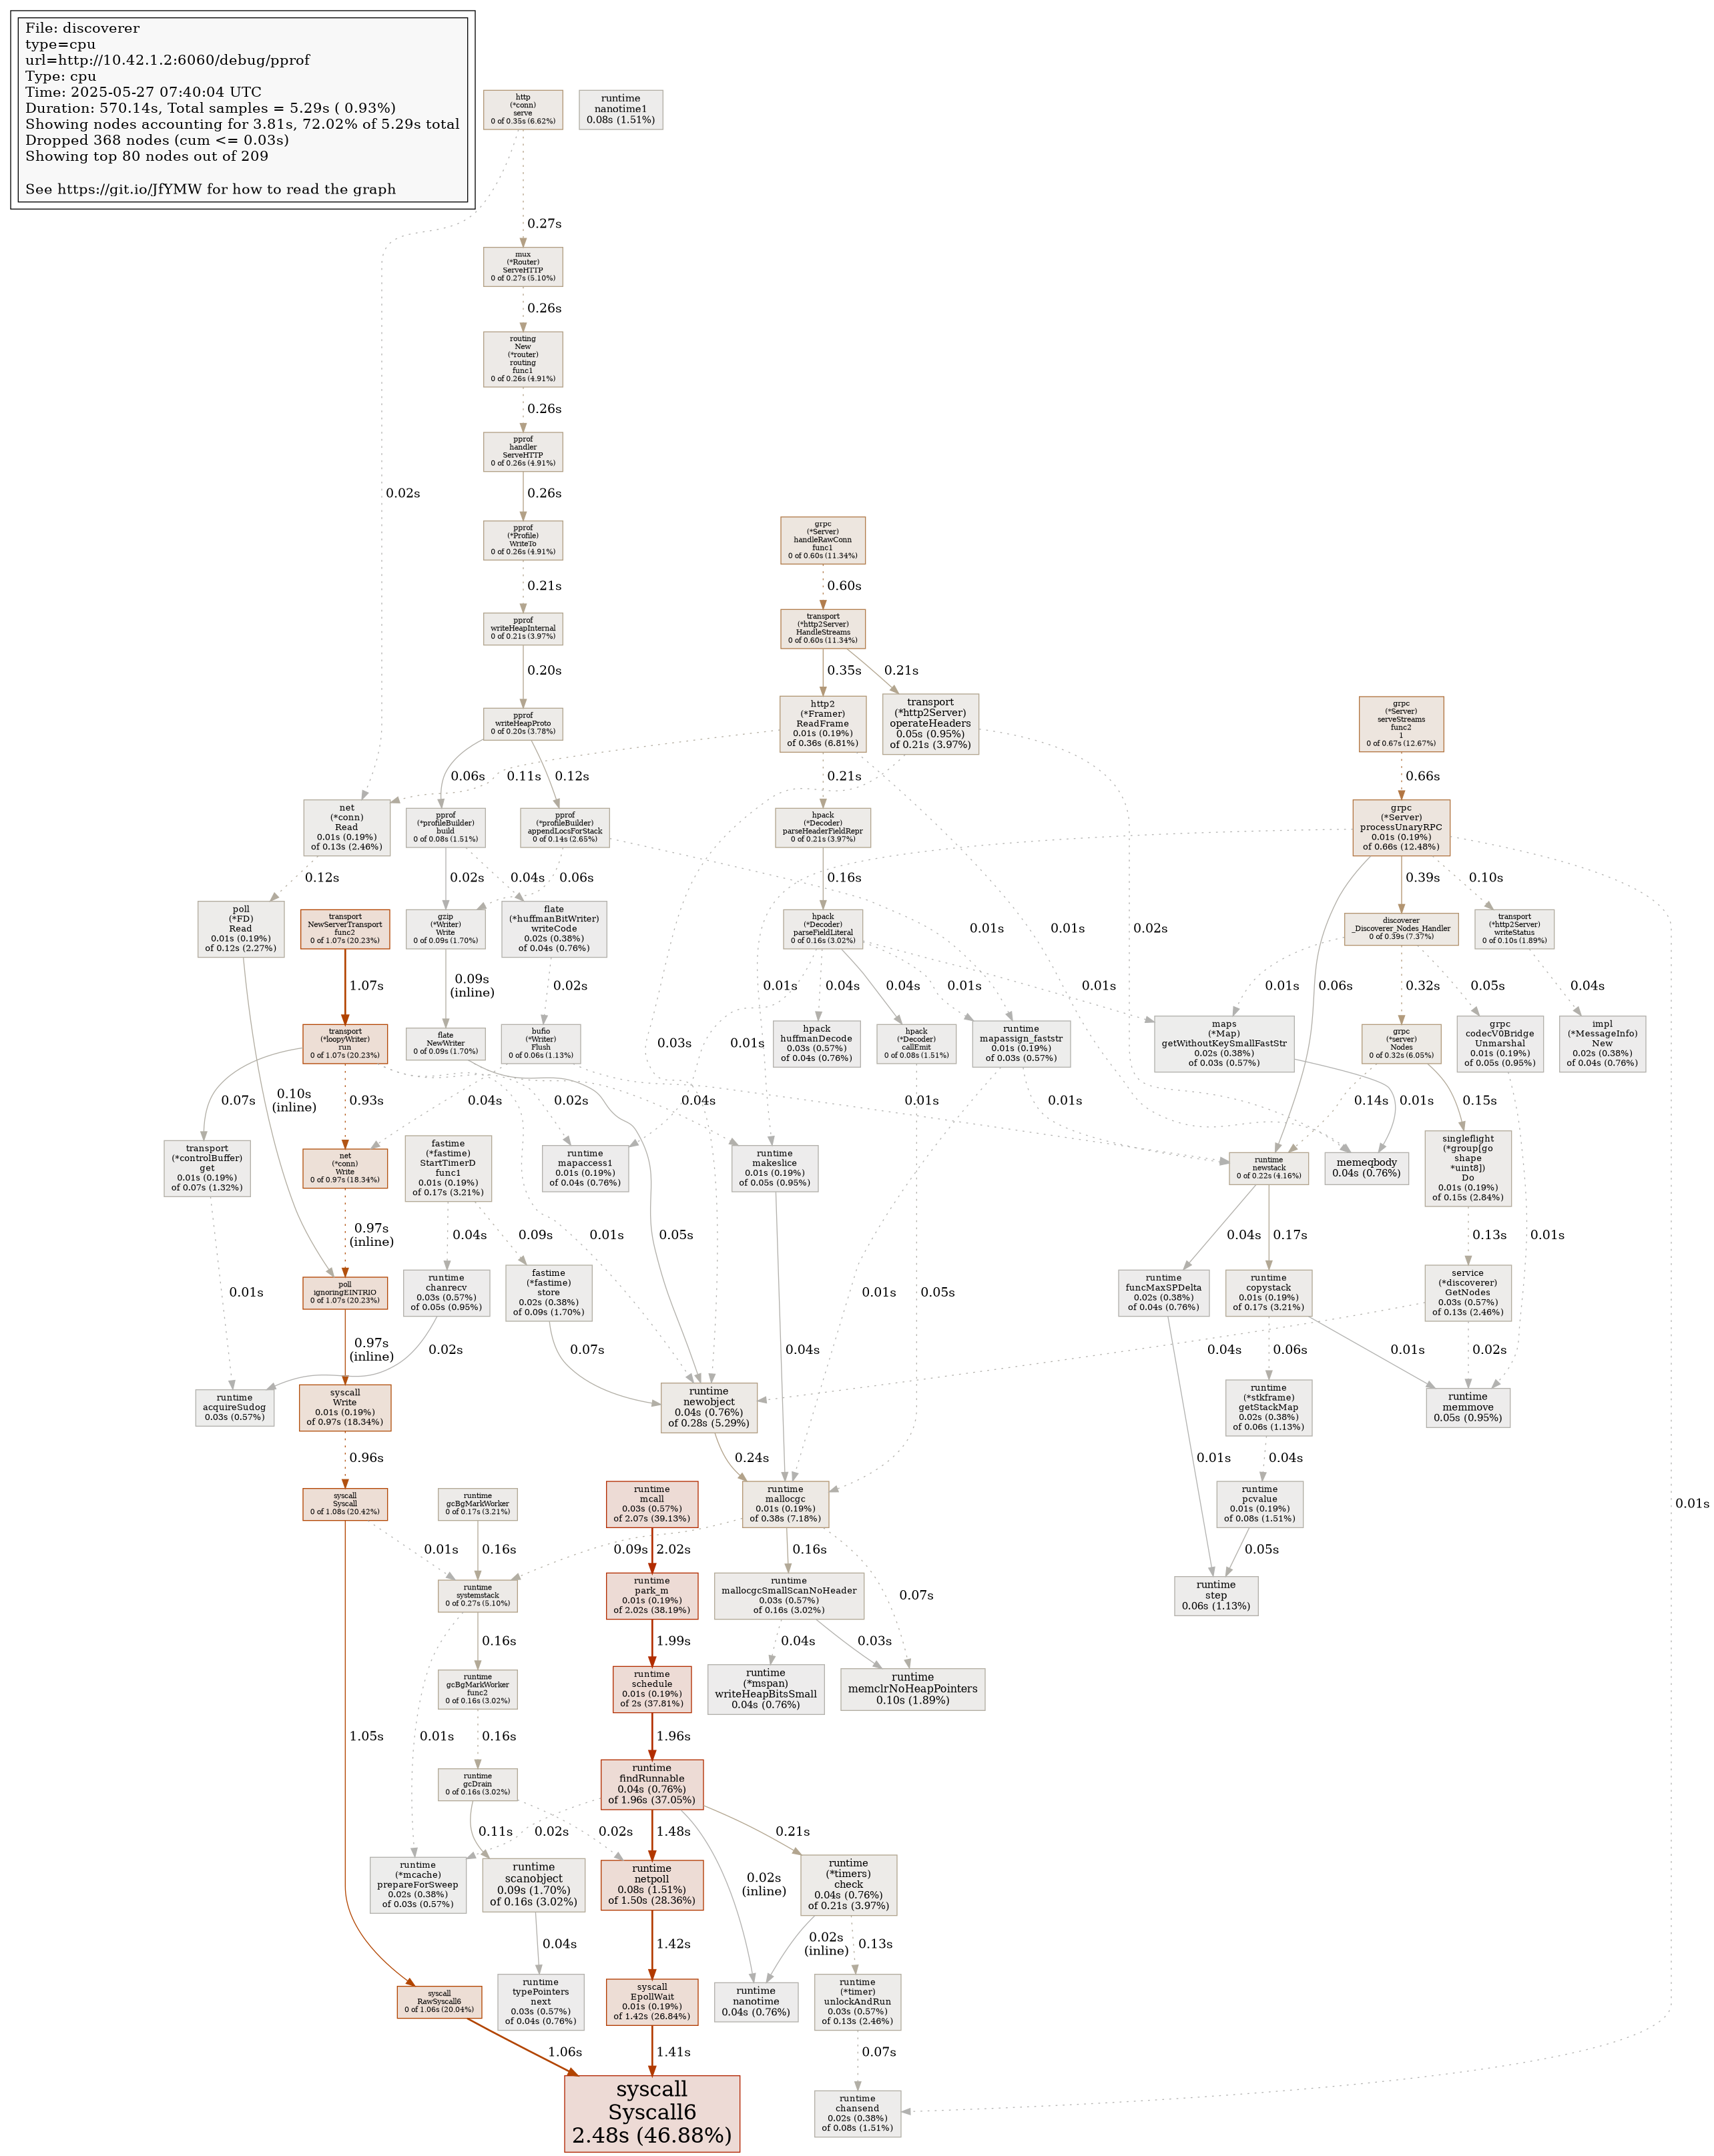 File: discoverer
type=cpu
url=http://10.42.1.2:6060/debug/pprof
Type: cpu
Time: 2025-05-27 07:40:04 UTC
Duration: 570.14s, Total samples = 5.29s ( 0.93%)
Showing nodes accounting for 3.81s, 72.02% of 5.29s total
Dropped 368 nodes (cum <= 0.03s)
Showing top 80 nodes out of 209
See https://git.io/JfYMW for how to read the graph
http
(*conn)
serve
0 of 0.35s (6.62%)
runtime
nanotime1
0.08s (1.51%)
0.27s
mux
(*Router)
ServeHTTP
0 of 0.27s (5.10%)
0.26s
routing
New
(*router)
routing
func1
0 of 0.26s (4.91%)
0.26s
pprof
handler
ServeHTTP
0 of 0.26s (4.91%)
0.02s
0.26s
pprof
(*Profile)
WriteTo
0 of 0.26s (4.91%)
grpc
(*Server)
handleRawConn
func1
0 of 0.60s (11.34%)
0.21s
0.60s
pprof
writeHeapInternal
0 of 0.21s (3.97%)
transport
(*http2Server)
HandleStreams
0 of 0.60s (11.34%)
0.20s
0.35s
0.21s
pprof
writeHeapProto
0 of 0.20s (3.78%)
http2
(*Framer)
ReadFrame
0.01s (0.19%)
of 0.36s (6.81%)
transport
(*http2Server)
operateHeaders
0.05s (0.95%)
of 0.21s (3.97%)
grpc
(*Server)
serveStreams
func2
1
0 of 0.67s (12.67%)
0.06s
0.11s
0.12s
0.21s
0.66s
net
(*conn)
Read
0.01s (0.19%)
of 0.13s (2.46%)
pprof
(*profileBuilder)
build
0 of 0.08s (1.51%)
pprof
(*profileBuilder)
appendLocsForStack
0 of 0.14s (2.65%)
hpack
(*Decoder)
parseHeaderFieldRepr
0 of 0.21s (3.97%)
grpc
(*Server)
processUnaryRPC
0.01s (0.19%)
of 0.66s (12.48%)
0.12s
0.02s
0.04s
0.06s
0.16s
0.39s
0.10s
poll
(*FD)
Read
0.01s (0.19%)
of 0.12s (2.27%)
transport
NewServerTransport
func2
0 of 1.07s (20.23%)
gzip
(*Writer)
Write
0 of 0.09s (1.70%)
flate
(*huffmanBitWriter)
writeCode
0.02s (0.38%)
of 0.04s (0.76%)
hpack
(*Decoder)
parseFieldLiteral
0 of 0.16s (3.02%)
discoverer
_Discoverer_Nodes_Handler
0 of 0.39s (7.37%)
transport
(*http2Server)
writeStatus
0 of 0.10s (1.89%)
0.01s
0.01s
0.02s
1.07s
0.09s
(inline)
0.02s
0.01s
0.04s
0.04s
0.01s
0.01s
0.06s
0.01s
0.32s
0.05s
0.04s
transport
(*loopyWriter)
run
0 of 1.07s (20.23%)
flate
NewWriter
0 of 0.09s (1.70%)
bufio
(*Writer)
Flush
0 of 0.06s (1.13%)
hpack
huffmanDecode
0.03s (0.57%)
of 0.04s (0.76%)
hpack
(*Decoder)
callEmit
0 of 0.08s (1.51%)
runtime
mapassign_faststr
0.01s (0.19%)
of 0.03s (0.57%)
maps
(*Map)
getWithoutKeySmallFastStr
0.02s (0.38%)
of 0.03s (0.57%)
grpc
(*server)
Nodes
0 of 0.32s (6.05%)
grpc
codecV0Bridge
Unmarshal
0.01s (0.19%)
of 0.05s (0.95%)
impl
(*MessageInfo)
New
0.02s (0.38%)
of 0.04s (0.76%)
0.03s
0.01s
0.07s
0.10s
(inline)
0.93s
0.04s
0.02s
0.04s
0.01s
0.01s
0.14s
0.01s
0.15s
transport
(*controlBuffer)
get
0.01s (0.19%)
of 0.07s (1.32%)
net
(*conn)
Write
0 of 0.97s (18.34%)
fastime
(*fastime)
StartTimerD
func1
0.01s (0.19%)
of 0.17s (3.21%)
runtime
mapaccess1
0.01s (0.19%)
of 0.04s (0.76%)
runtime
makeslice
0.01s (0.19%)
of 0.05s (0.95%)
runtime
newstack
0 of 0.22s (4.16%)
memeqbody
0.04s (0.76%)
singleflight
(*group[go
shape
*uint8])
Do
0.01s (0.19%)
of 0.15s (2.84%)
0.97s
(inline)
0.04s
0.09s
0.01s
0.05s
0.04s
0.17s
0.13s
0.01s
poll
ignoringEINTRIO
0 of 1.07s (20.23%)
runtime
chanrecv
0.03s (0.57%)
of 0.05s (0.95%)
fastime
(*fastime)
store
0.02s (0.38%)
of 0.09s (1.70%)
runtime
funcMaxSPDelta
0.02s (0.38%)
of 0.04s (0.76%)
runtime
copystack
0.01s (0.19%)
of 0.17s (3.21%)
service
(*discoverer)
GetNodes
0.03s (0.57%)
of 0.13s (2.46%)
0.01s
0.97s
(inline)
0.02s
0.07s
0.04s
0.01s
0.05s
0.04s
0.06s
0.01s
0.02s
runtime
acquireSudog
0.03s (0.57%)
syscall
Write
0.01s (0.19%)
of 0.97s (18.34%)
runtime
newobject
0.04s (0.76%)
of 0.28s (5.29%)
runtime
(*stkframe)
getStackMap
0.02s (0.38%)
of 0.06s (1.13%)
runtime
memmove
0.05s (0.95%)
0.96s
0.24s
0.01s
0.04s
syscall
Syscall
0 of 1.08s (20.42%)
runtime
gcBgMarkWorker
0 of 0.17s (3.21%)
runtime
mcall
0.03s (0.57%)
of 2.07s (39.13%)
runtime
mallocgc
0.01s (0.19%)
of 0.38s (7.18%)
runtime
pcvalue
0.01s (0.19%)
of 0.08s (1.51%)
0.01s
0.01s
0.16s
0.09s
2.02s
0.16s
0.07s
0.05s
runtime
systemstack
0 of 0.27s (5.10%)
runtime
park_m
0.01s (0.19%)
of 2.02s (38.19%)
runtime
mallocgcSmallScanNoHeader
0.03s (0.57%)
of 0.16s (3.02%)
runtime
step
0.06s (1.13%)
0.16s
1.99s
0.04s
0.03s
runtime
gcBgMarkWorker
func2
0 of 0.16s (3.02%)
runtime
schedule
0.01s (0.19%)
of 2s (37.81%)
runtime
(*mspan)
writeHeapBitsSmall
0.04s (0.76%)
runtime
memclrNoHeapPointers
0.10s (1.89%)
1.05s
0.01s
0.16s
1.96s
runtime
gcDrain
0 of 0.16s (3.02%)
runtime
findRunnable
0.04s (0.76%)
of 1.96s (37.05%)
0.11s
0.02s
0.02s
1.48s
0.02s
(inline)
0.21s
runtime
(*mcache)
prepareForSweep
0.02s (0.38%)
of 0.03s (0.57%)
runtime
scanobject
0.09s (1.70%)
of 0.16s (3.02%)
runtime
netpoll
0.08s (1.51%)
of 1.50s (28.36%)
runtime
(*timers)
check
0.04s (0.76%)
of 0.21s (3.97%)
0.04s
1.42s
0.02s
(inline)
0.13s
syscall
RawSyscall6
0 of 1.06s (20.04%)
runtime
typePointers
next
0.03s (0.57%)
of 0.04s (0.76%)
syscall
EpollWait
0.01s (0.19%)
of 1.42s (26.84%)
runtime
nanotime
0.04s (0.76%)
runtime
(*timer)
unlockAndRun
0.03s (0.57%)
of 0.13s (2.46%)
1.06s
1.41s
0.07s
syscall
Syscall6
2.48s (46.88%)
runtime
chansend
0.02s (0.38%)
of 0.08s (1.51%)